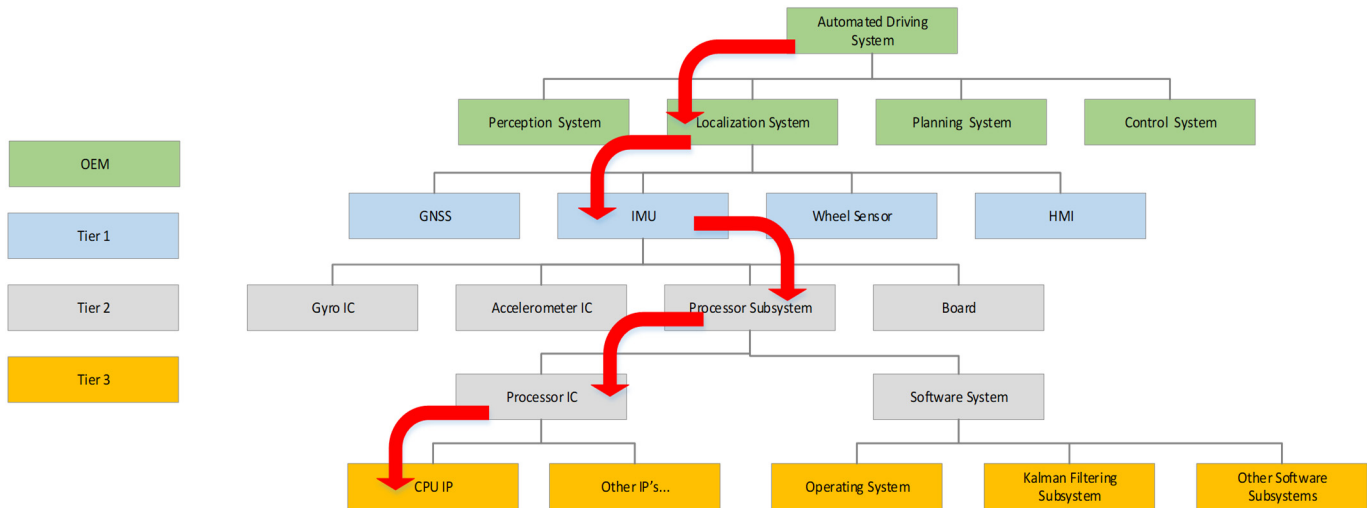 Automated Driving
System
Perception System
Localization System
Planning System
Control System
OEM
Tier 1
GNSS
IMU
Wheel Sensor
HMI
Tier 2
Gyro IC
Accelerometer IC
Processor Subsystem
Board
Tier 3
Processor IC
Software System
CPU IP
Other IP's...
Operating System
Kalman Filtering
Subsystem
Other Software
Subsystems